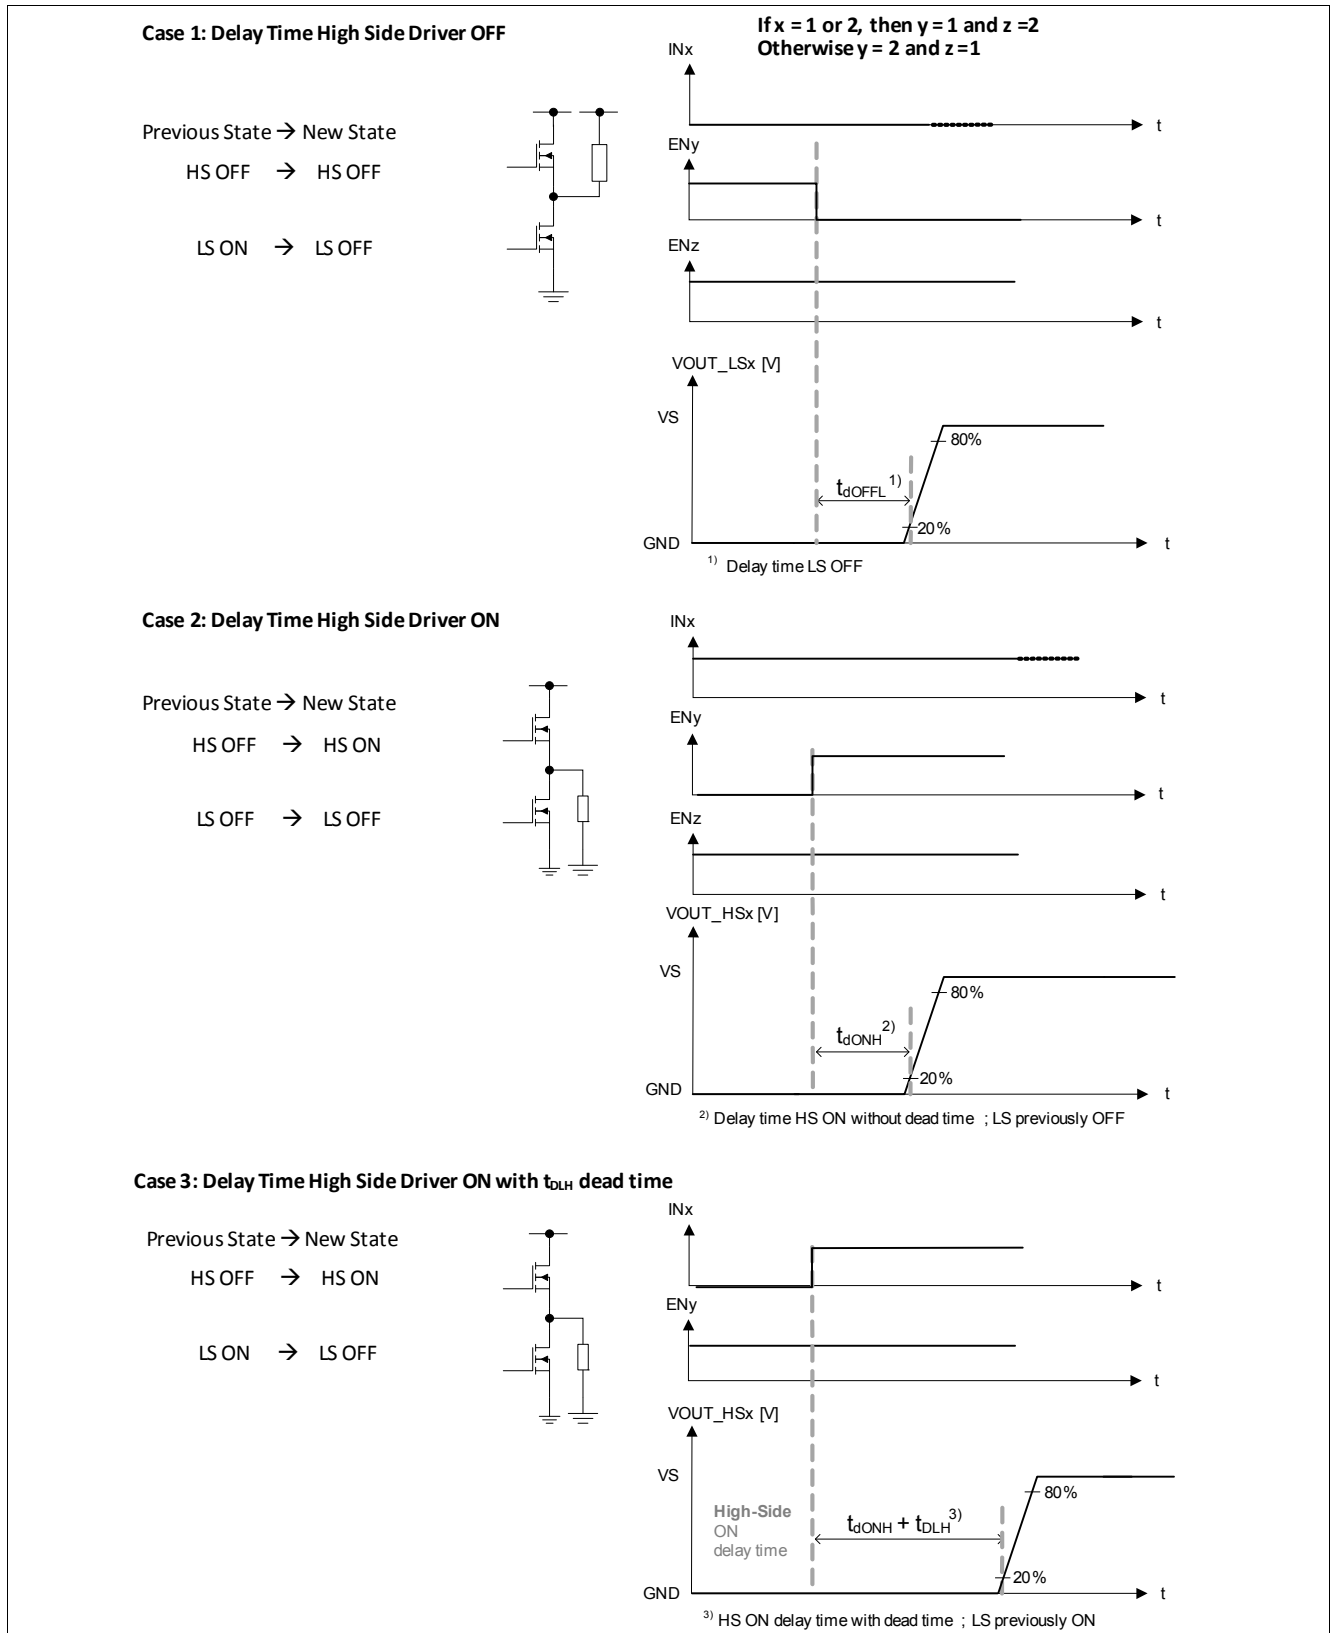 Case 1: Delay Time High Side Driver OFF
If x = 1 or 2, then y = 1 and z =2
Otherwise y = 2 and z =1
INx
t
Previous State → New State
HS OFF → HS OFF
LS ON → LS OFF
ENy
t
ENz
t
VOUT_LSx [V]
VS
80%
tdOFFL 1)
20%
GND
t
1) Delay time LS OFF
Case 2: Delay Time High Side Driver ON
INx
t
Previous State → New State
HS OFF → HS ON
LS OFF → LS OFF
ENy
t
ENz
t
VOUT_HSx [V]
VS
80%
tdONH 2)
20%
GND
t
2) Delay time HS ON without dead time ; LS previously OFF
Case 3: Delay Time High Side Driver ON with tDLH dead time
INx
t
Previous State → New State
HS OFF → HS ON
LS ON → LS OFF
ENy
t
VOUT_HSx [V]
VS
80%
High-Side
ON
delay time
tdONH + tDLH 3)
20%
GND
t
3) HS ON delay time with dead time ; LS previously ON